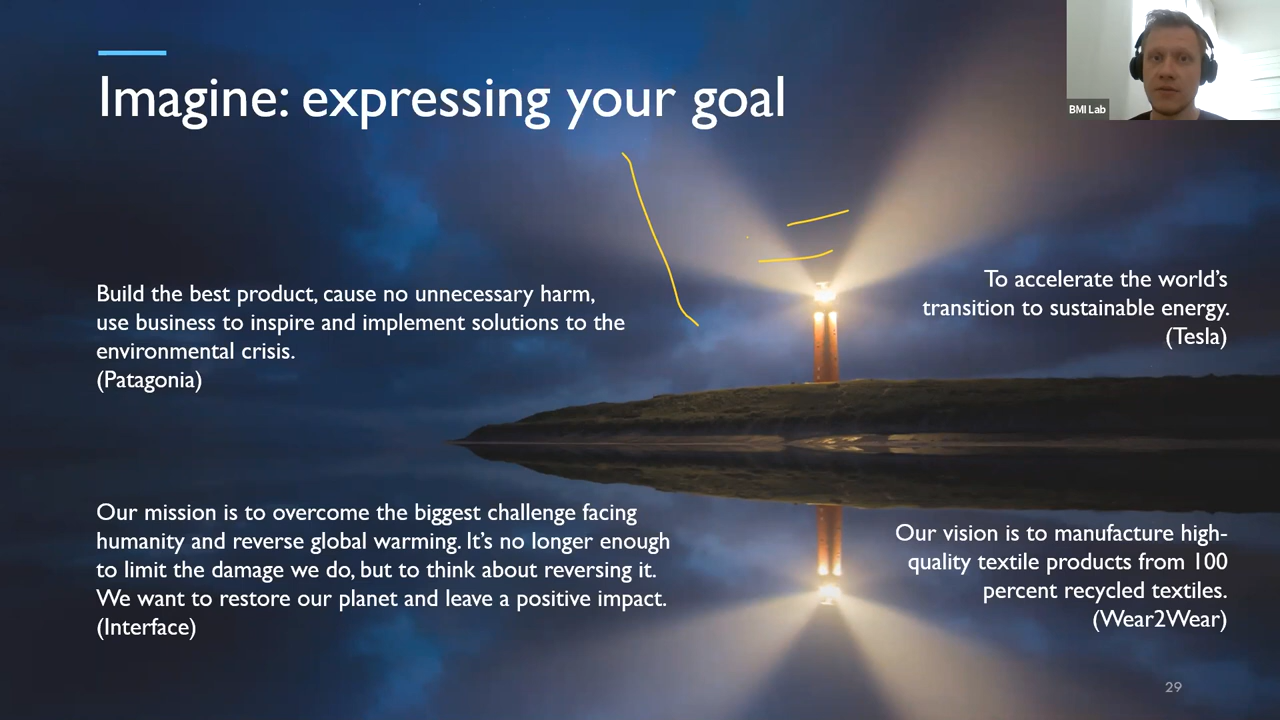 Imagine: expressing your goal
BMI Lab
Build the best product, cause no unnecessary harm,
use business to inspire and implement solutions to the
environmental crisis.
(Patagonia)
To accelerate the world's
transition to sustainable energy.
(Tesla)
Our mission is to overcome the biggest challenge facing
humanity and reverse global warming. It's no longer enough
to limit the damage we do, but to think about reversing it.
We want to restore our planet and leave a positive impact.
(Interface)
Our vision is to manufacture high-
quality textile products from 100
percent recycled textiles.
(Wear2Wear)
29